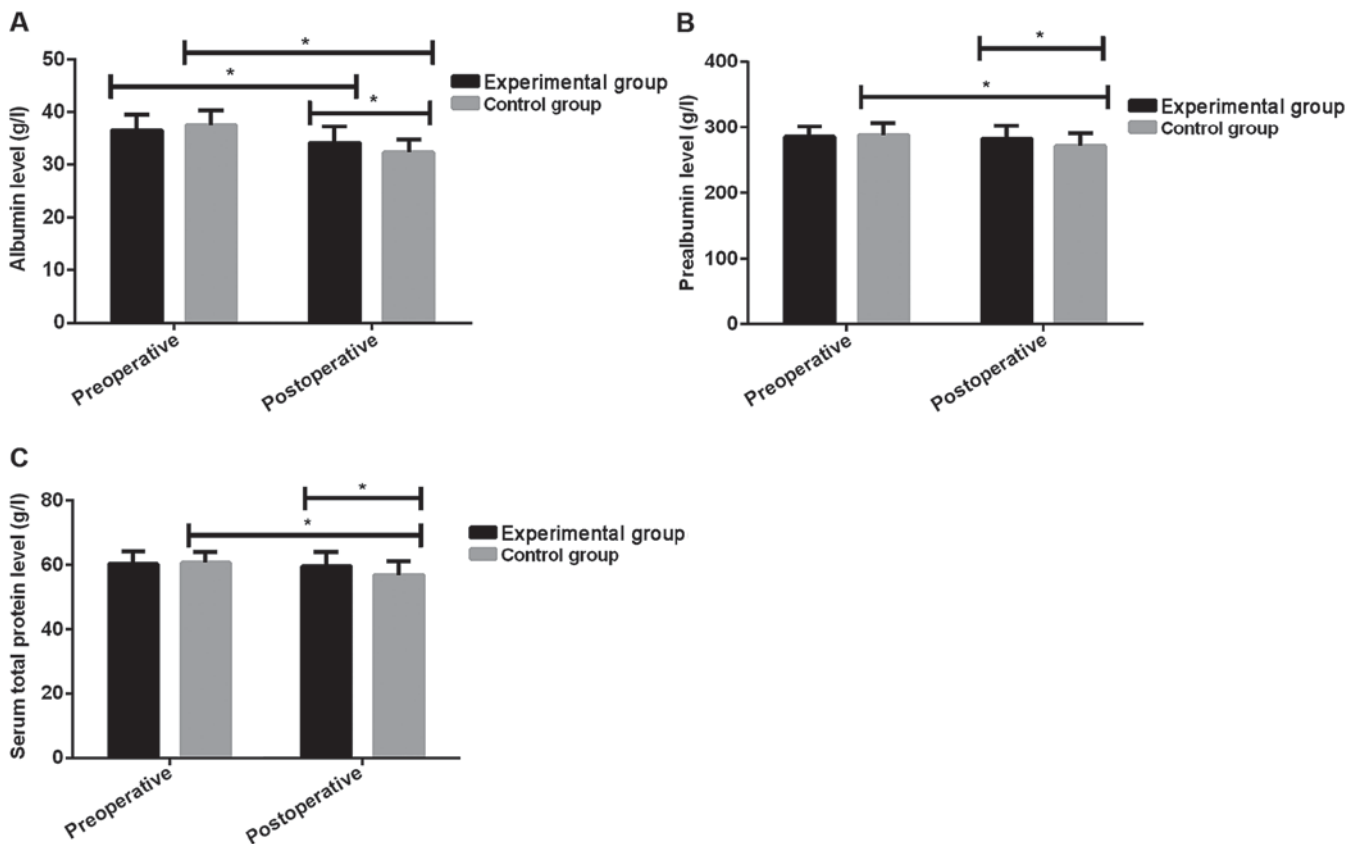 A
Albumin level (g/l)
50
40
30
20
10
0
*
*
*
Experimental group
Control group
Preoperative
Postoperative
B
Prealbumin level (g/l)
400
300
200
100
0
*
*
Experimental group
Control group
Preoperative
Postoperative
C
Serum total protein level (g/l)
80
60
40
20
0
*
*
Experimental group
Control group
Preoperative
Postoperative